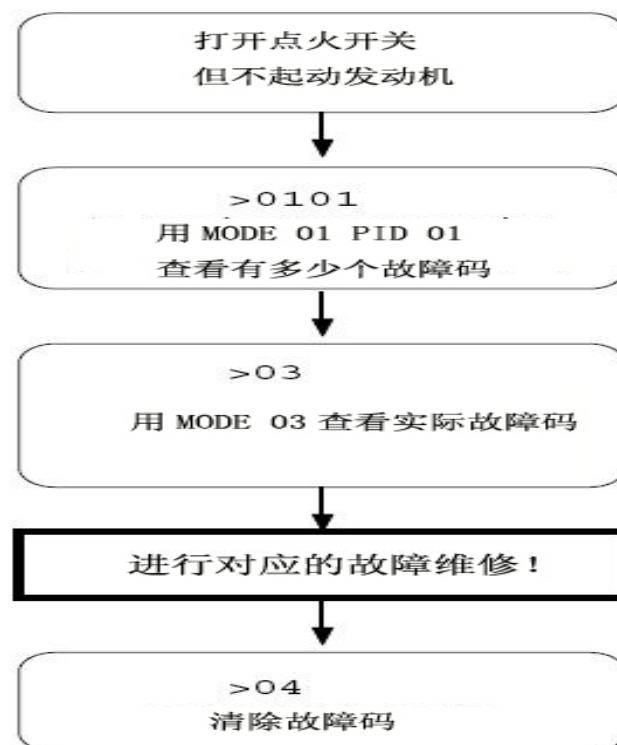 打开点火开关
但不起动发动机
>0101
用 MODE 01 PID 01
查看有多少个故障码
>03
用 MODE 03 查看实际故障码
进行对应的故障维修!
>04
清除故障码